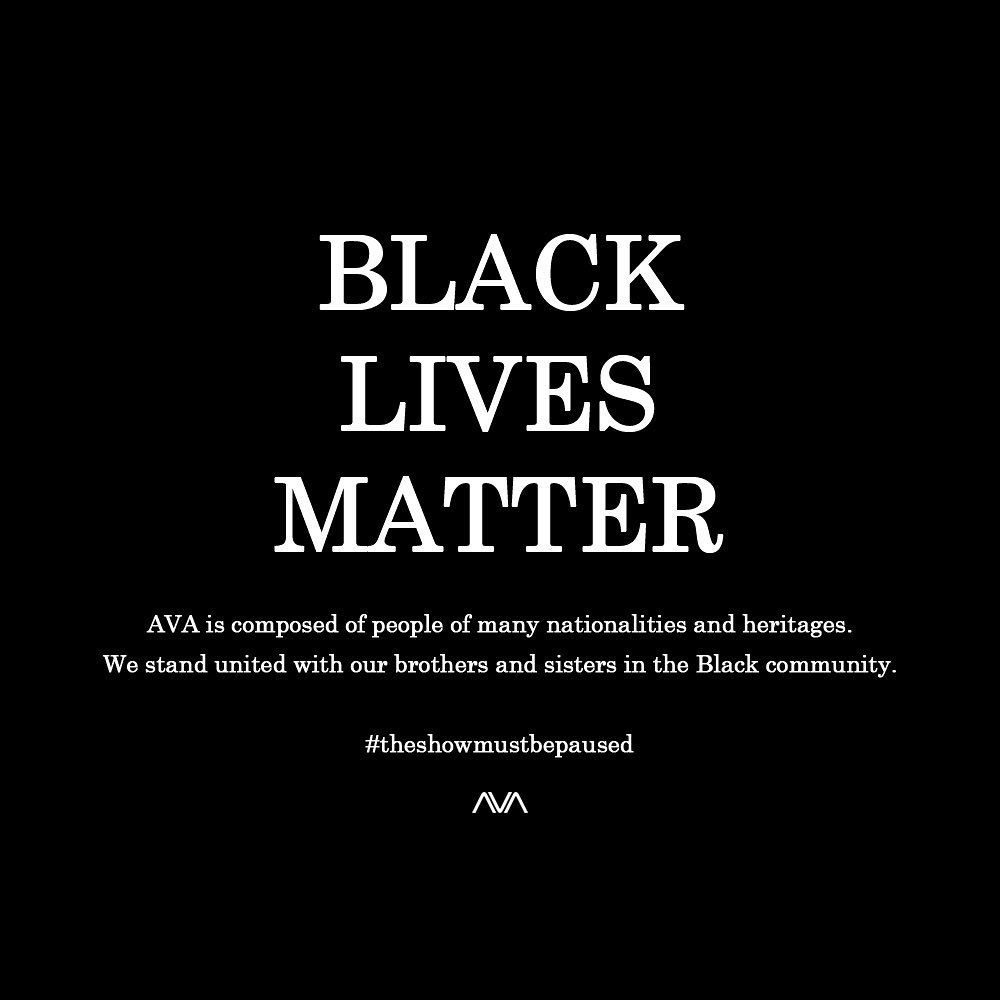 BLACK
LIVES
MATTER
AVA is composed of people of many nationalities and heritages.
We stand united with our brothers and sisters in the Black community.
#theshowmustbepaused
AVA